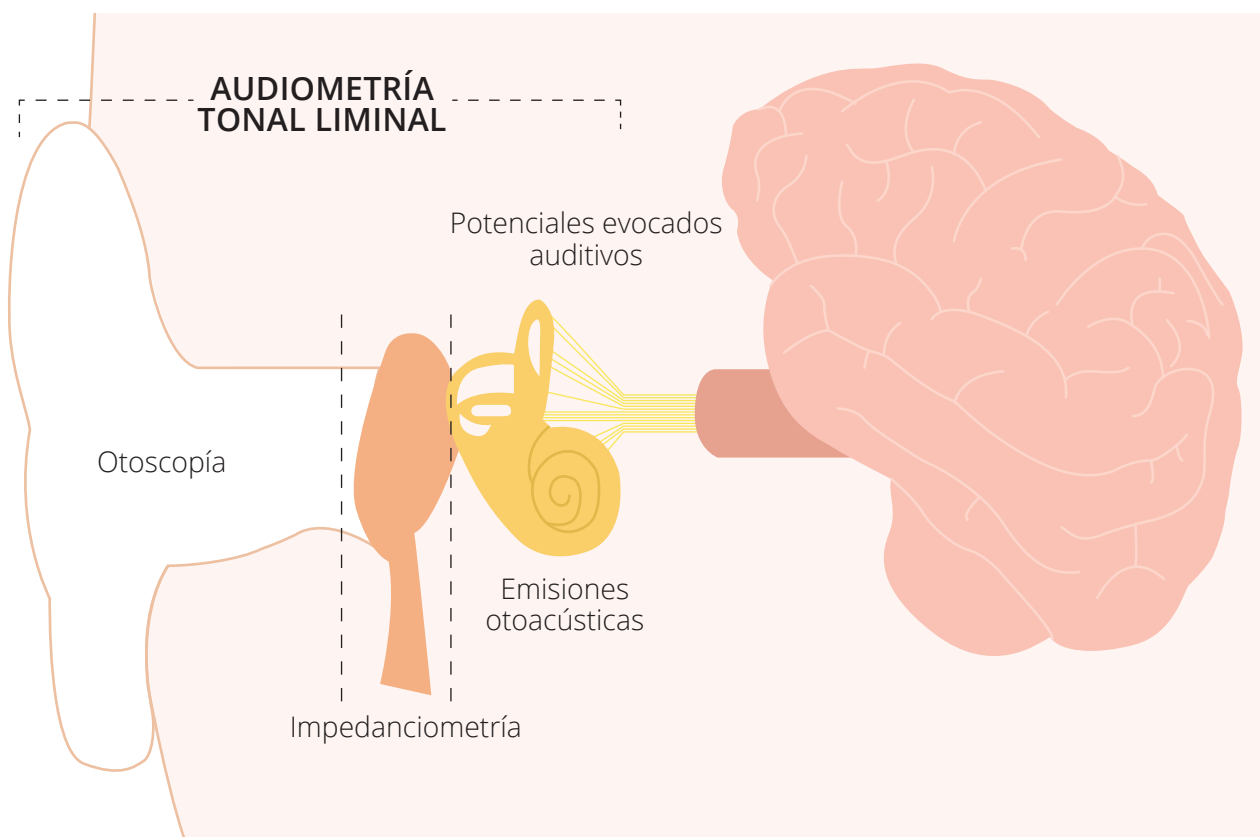 AUDIOMETRÍA
TONAL LIMINAL
Potenciales evocados
auditivos
Otoscopía
Emisiones
otoacústicas
Impedanciometría